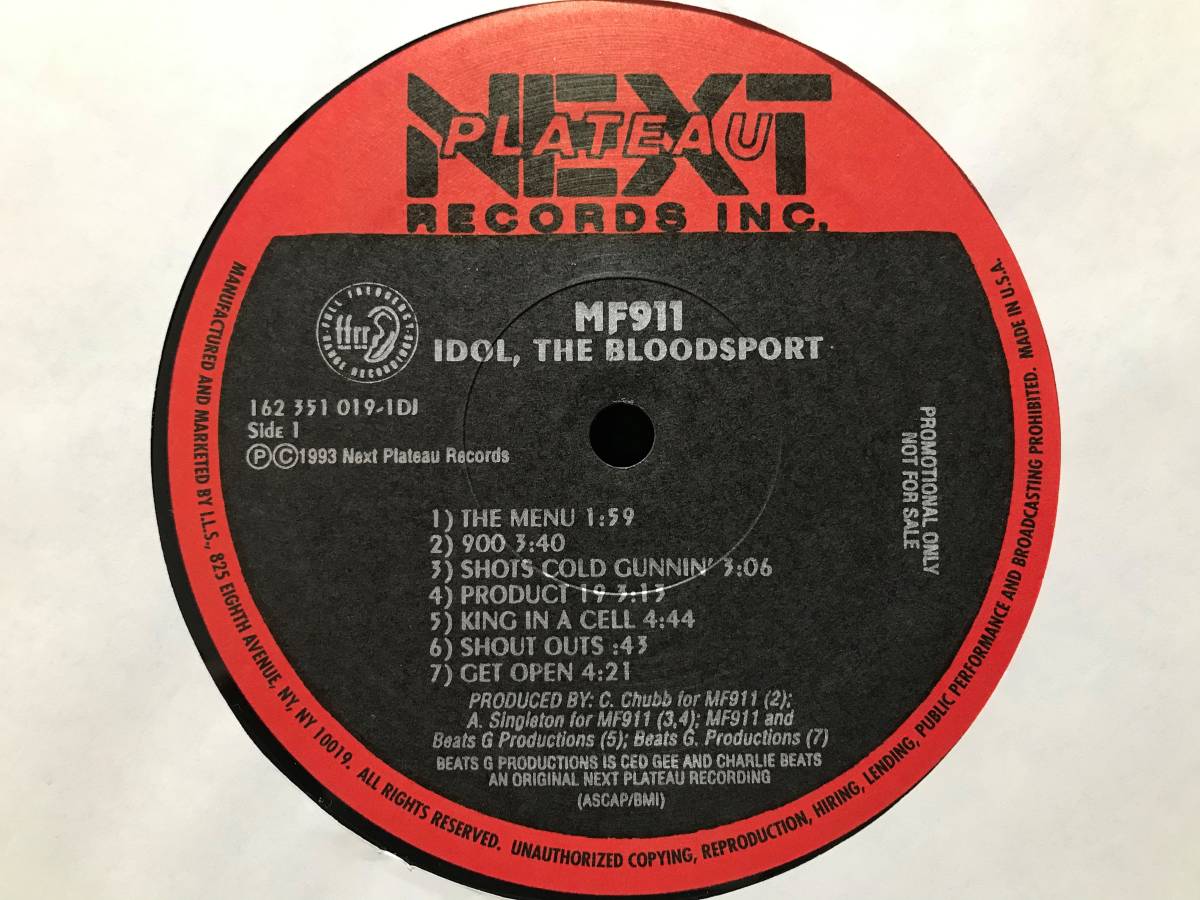 NEXT
PLATEAU
RECORDS INC.
FULL FREQUENCY
ffrr
RANGE RECORDINGS
MF911
IDOL, THE BLOODSPORT
162 351 019-1DJ
Side 1
Ⓟ©1993 Next Plateau Records
PROMOTIONAL ONLY
NOT FOR SALE
1) THE MENU 1:59
2) 900 3:40
3) SHOTS COLD GUNNIN' 3:06
4) PRODUCT 19 3:13
5) KING IN A CELL 4:44
6) SHOUT OUTS :43
7) GET OPEN 4:21
PRODUCED BY: C. Chubb for MF911 (2);
A. Singleton for MF911 (3,4); MF911 and
Beats G Productions (5); Beats G. Productions (7)
BEATS G PRODUCTIONS IS CED GEE AND CHARLIE BEATS
AN ORIGINAL NEXT PLATEAU RECORDING
(ASCAP/BMI)
MANUFACTURED AND MARKETED BY I.L.S., 825 EIGHTH AVENUE, NY, NY 10019. ALL RIGHTS RESERVED. UNAUTHORIZED COPYING, REPRODUCTION, HIRING, LENDING, PUBLIC PERFORMANCE AND BROADCASTING PROHIBITED. MADE IN U.S.A.